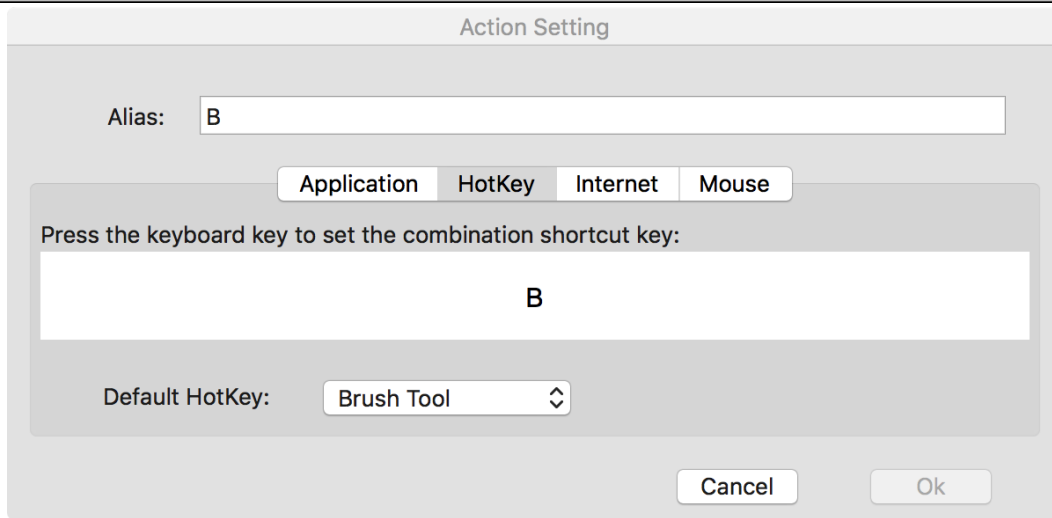 Action Setting
Alias: B
Application HotKey Internet Mouse
Press the keyboard key to set the combination shortcut key:
B
Default HotKey: Brush Tool
Cancel Ok